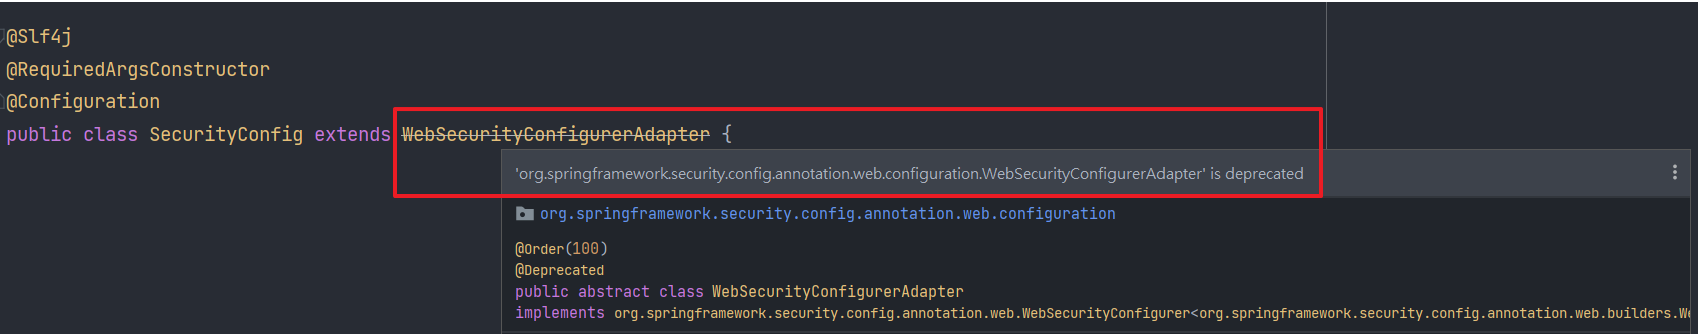 @Slf4j
@RequiredArgsConstructor
@Configuration
public class SecurityConfig extends WebSecurityConfigurerAdapter {
'org.springframework.security.config.annotation.web.configuration.WebSecurityConfigurerAdapter' is deprecated
org.springframework.security.config.annotation.web.configuration
@Order(100)
@Deprecated
public abstract class WebSecurityConfigurerAdapter
implements org.springframework.security.config.annotation.web.WebSecurityConfigurer<org.springframework.security.config.annotation.web.builders.We